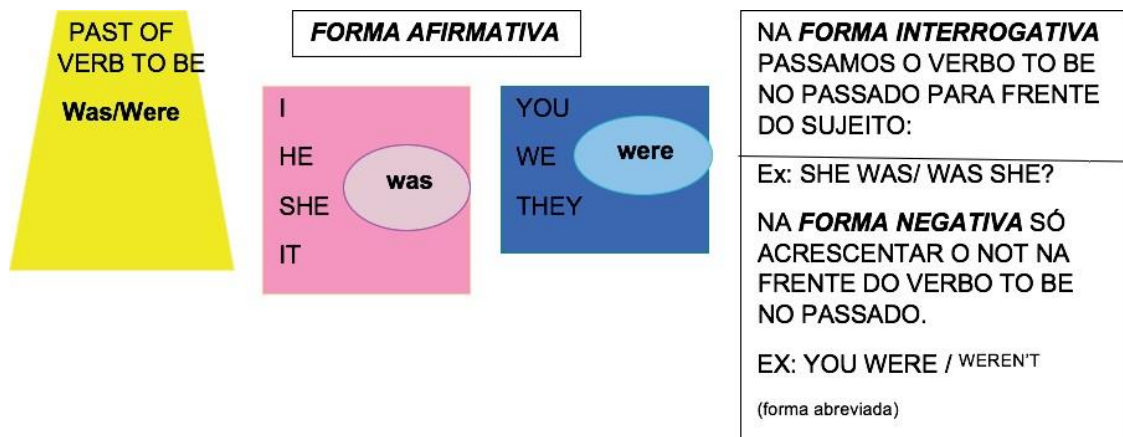 PAST OF
VERB TO BE
Was/Were
FORMA AFIRMATIVA
I
HE
SHE
IT
was
YOU
WE
THEY
were
NA FORMA INTERROGATIVA
PASSAMOS O VERBO TO BE
NO PASSADO PARA FRENTE
DO SUJEITO:
Ex: SHE WAS/ WAS SHE?
NA FORMA NEGATIVA SÓ
ACRESCENTAR O NOT NA
FRENTE DO VERBO TO BE
NO PASSADO.
EX: YOU WERE / WEREN'T
(forma abreviada)